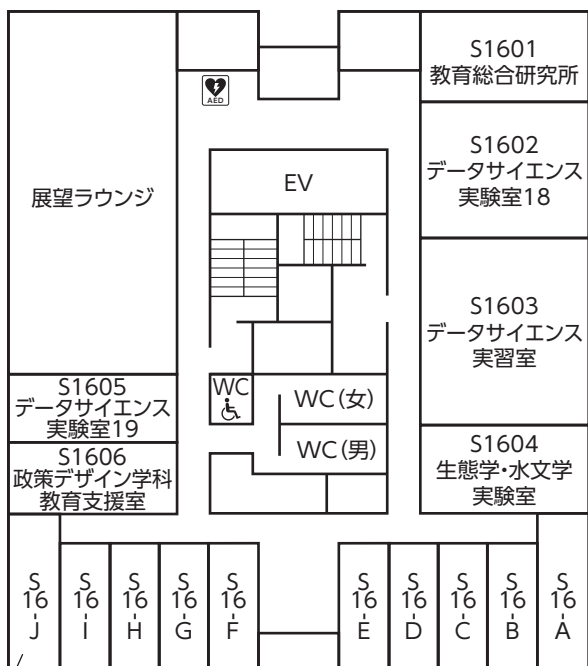 S1601
教育総合研究所
AED
S1602
データサイエンス
実験室18
EV
展望ラウンジ
S1603
データサイエンス
実習室
S1605
データサイエンス
実験室19
WC
WC(女)
WC(男)
S1604
生態学・水文学
実験室
S1606
政策デザイン学科
教育支援室
S16-J
S16-I
S16-H
S16-G
S16-F
S16-E
S16-D
S16-C
S16-B
S16-A